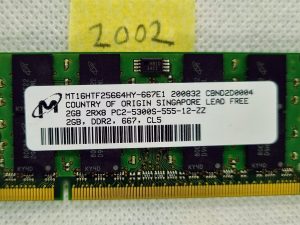 2002
MT16HTF25664HY-667E1 200832 CBND2D0004
COUNTRY OF ORIGIN SINGAPORE LEAD FREE
2GB 2RX8 PC2-5300S-555-12-ZZ
2GB, DDR2, 667, CL5
Micron